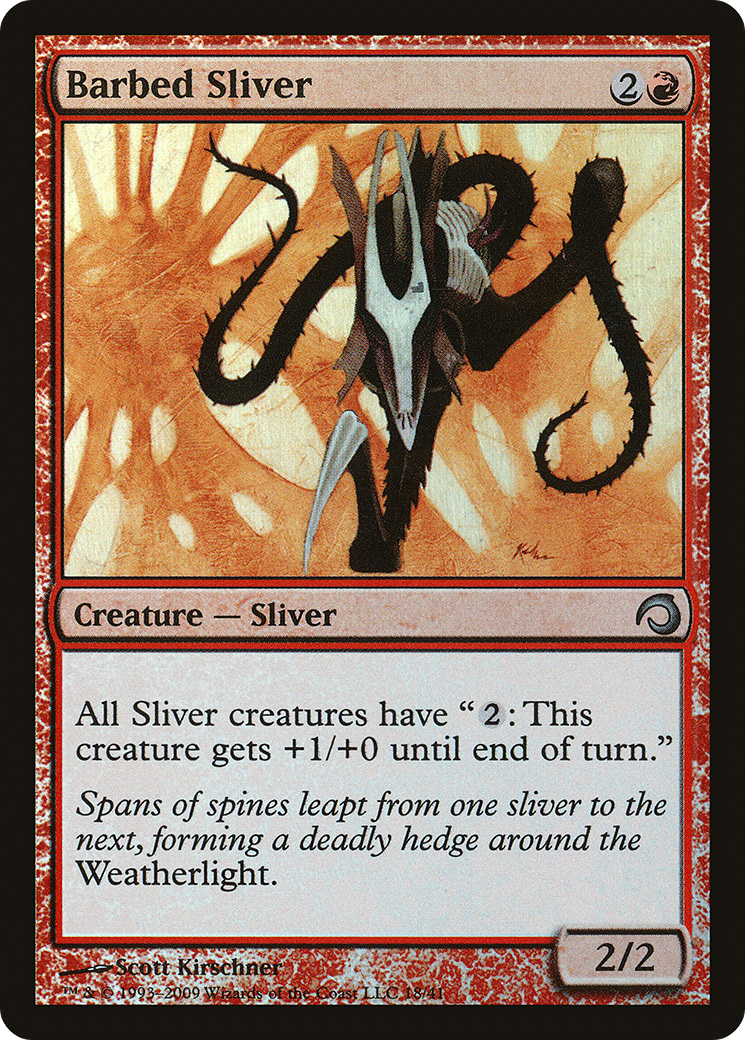 Barbed Sliver 2
Creature — Sliver
All Sliver creatures have “2: This
creature gets +1/+0 until end of turn.”
Spans of spines leapt from one sliver to the
next, forming a deadly hedge around the
Weatherlight.
2/2
Scott Kirschner
™ & © 1993–2009 Wizards of the Coast LLC 18/41